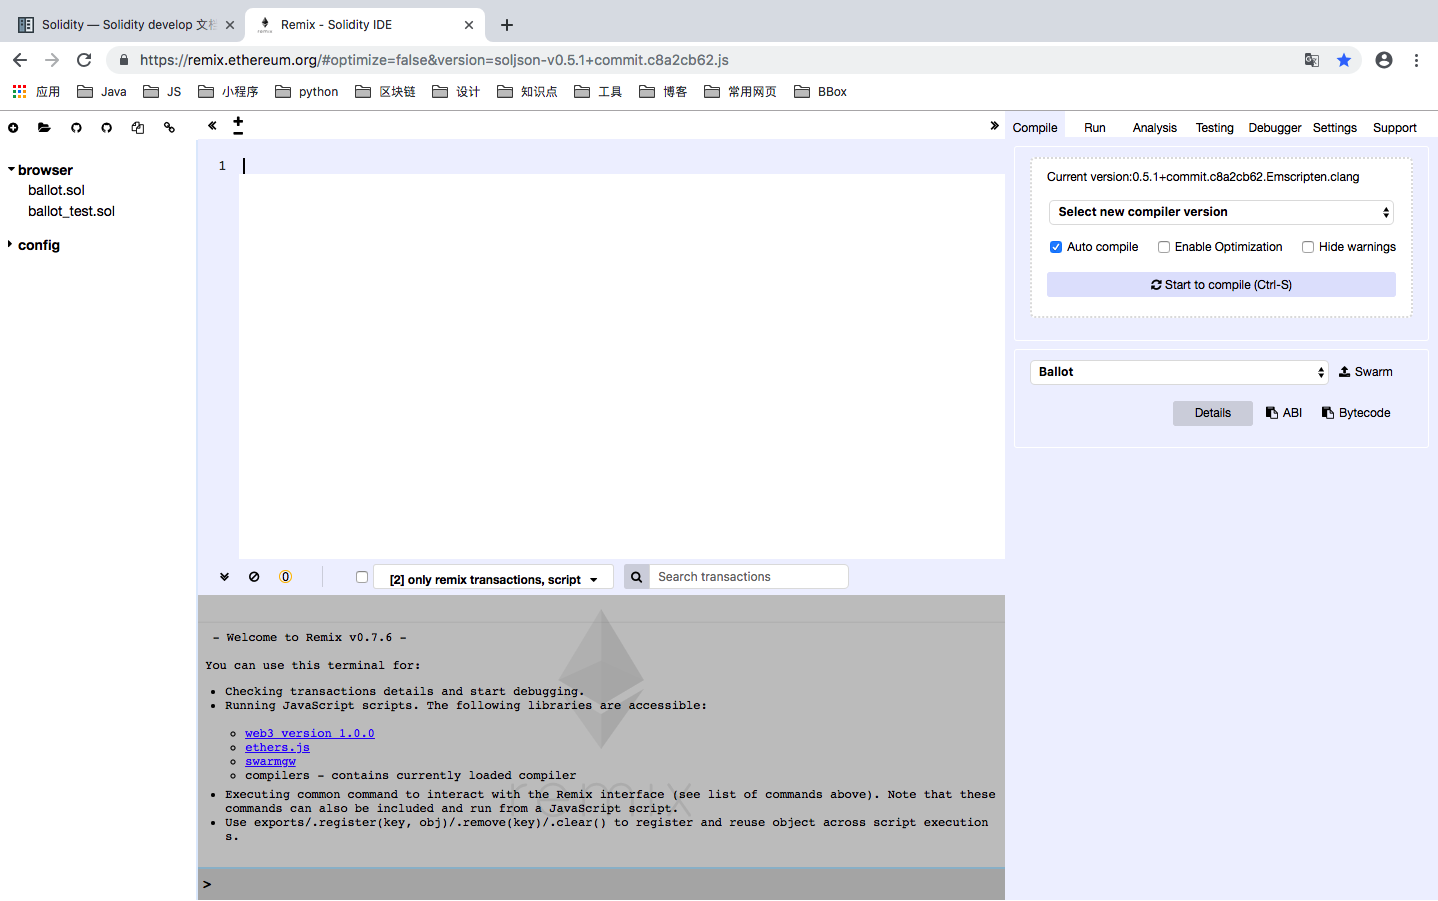 Solidity — Solidity develop 文档
Remix - Solidity IDE
https://remix.ethereum.org/#optimize=false&version=soljson-v0.5.1+commit.c8a2cb62.js
应用 Java JS 小程序 python 区块链 设计 知识点 工具 博客 常用网页 BBox
Compile Run Analysis Testing Debugger Settings Support
browser
ballot.sol
ballot_test.sol
config
1
Current version:0.5.1+commit.c8a2cb62.Emscripten.clang
Select new compiler version
Auto compile Enable Optimization Hide warnings
Start to compile (Ctrl-S)
Ballot Swarm
Details ABI Bytecode
0 [2] only remix transactions, script Search transactions
- Welcome to Remix v0.7.6 -
You can use this terminal for:
• Checking transactions details and start debugging.
• Running JavaScript scripts. The following libraries are accessible:
web3 version 1.0.0
ethers.js
swarmgw
compilers - contains currently loaded compiler
• Executing common command to interact with the Remix interface (see list of commands above). Note that these
commands can also be included and run from a JavaScript script.
• Use exports/.register(key, obj)/.remove(key)/.clear() to register and reuse object across script execution
s.
remix
>